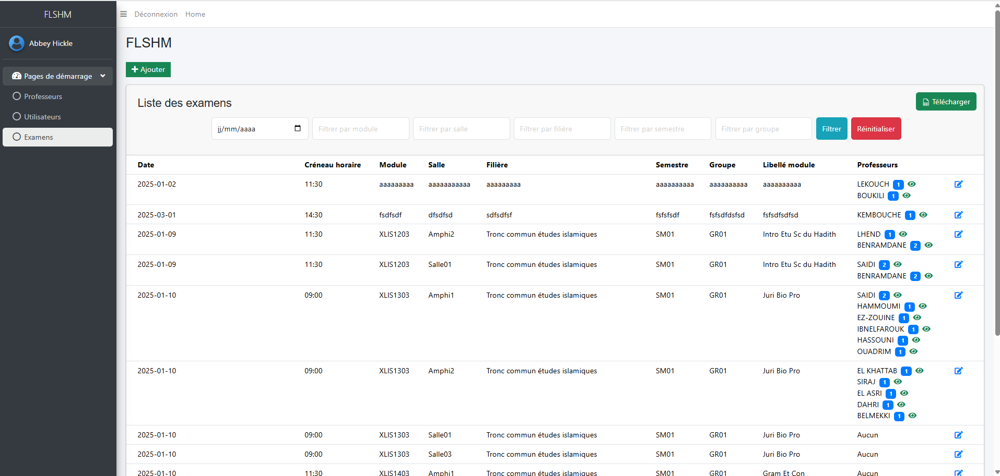 FLSHM
Déconnexion Home
Abbey Hickle
Pages de démarrage
Professeurs
Utilisateurs
Examens
FLSHM
Ajouter
Liste des examens
Télécharger
jj/mm/aaaa Filtrer par module Filtrer par salle Filtrer par filière Filtrer par semestre Filtrer par groupe Filtrer Réinitialiser
Date Créneau horaire Module Salle Filière Semestre Groupe Libellé module Professeurs
2025-01-02 11:30 aaaaaaaaa aaaaaaaaaaa aaaaaaaaa aaaaaaaaaa aaaaaaaaaa aaaaaaaaaa LEKOUCH 1
BOUKILI 1
2025-03-01 14:30 fsdfsdf dfsdfsd sdfsdfsf fsfsfsdf fsfsdfdsfsd fsfsdfsdfsd KEMBOUCHE 1
2025-01-09 11:30 XLIS1203 Amphi2 Tronc commun études islamiques SM01 GR01 Intro Etu Sc du Hadith LHEND 1
BENRAMDANE 2
2025-01-09 11:30 XLIS1203 Salle01 Tronc commun études islamiques SM01 GR01 Intro Etu Sc du Hadith SAIDI 2
BENRAMDANE 2
2025-01-10 09:00 XLIS1303 Amphi1 Tronc commun études islamiques SM01 GR01 Juri Bio Pro SAIDI 2
HAMMOUMI 1
EZ-ZOUINE 1
IBNELFAROUK 1
HASSOUNI 1
OUADRIM 1
2025-01-10 09:00 XLIS1303 Amphi2 Tronc commun études islamiques SM01 GR01 Juri Bio Pro EL KHATTAB 1
SIRAJ 1
EL ASRI 1
DAHRI 1
BELMEKKI 1
2025-01-10 09:00 XLIS1303 Salle01 Tronc commun études islamiques SM01 GR01 Juri Bio Pro Aucun
2025-01-10 09:00 XLIS1303 Salle03 Tronc commun études islamiques SM01 GR01 Juri Bio Pro Aucun
2025-01-10 11:30 XLIS1403 Amphi1 Tronc commun études islamiques SM01 GR01 Gram Et Con Aucun